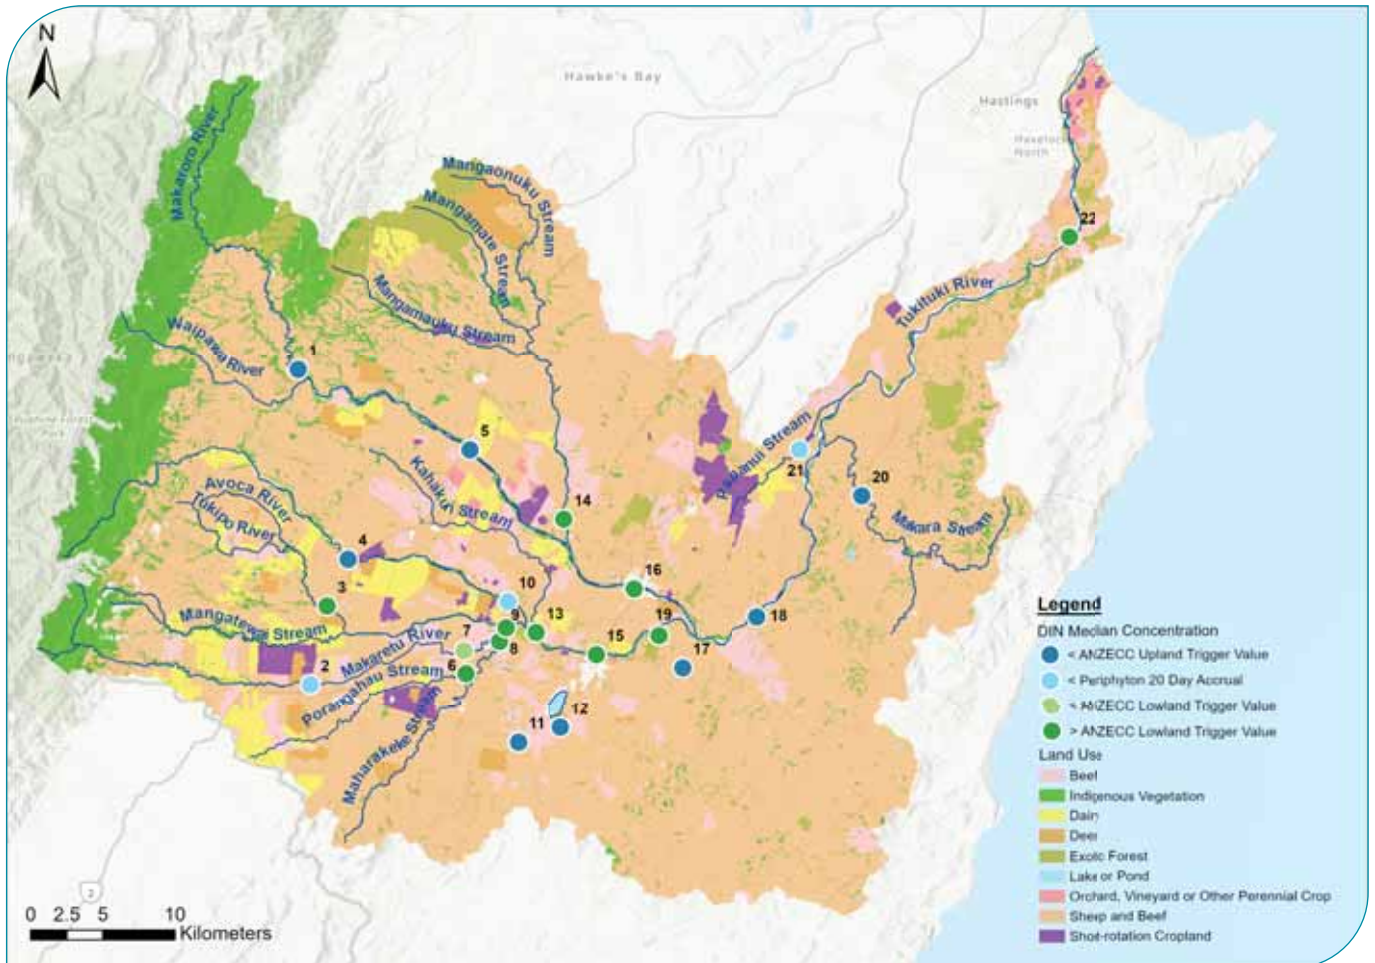 N
Hawke's Bay
Hastings
Havelock
North
Makaroro River
Mangaonuku Stream
Mangamate Stream
Mangamauku Stream
Waipawa River
Tukituki River
22
1
5
Papanui Stream
21
20
Makara Stream
Kahakuri Stream
14
Avoca River
Tukipo River
4
3
10
9
13
16
19
18
17
15
Mangatewai Stream
7
8
Makaretu River
2
6
Porangahau Stream
Maharakeke Stream
11
12
Legend
DIN Median Concentration
< ANZECC Upland Trigger Value
< Periphyton 20 Day Accrual
< ANZECC Lowland Trigger Value
> ANZECC Lowland Trigger Value
Land Use
Beef
Indigenous Vegetation
Dairy
Deer
Exotic Forest
Lake or Pond
Orchard, Vineyard or Other Perennial Crop
Sheep and Beef
Short-rotation Cropland
2
0 2.5 5 10
Kilometers